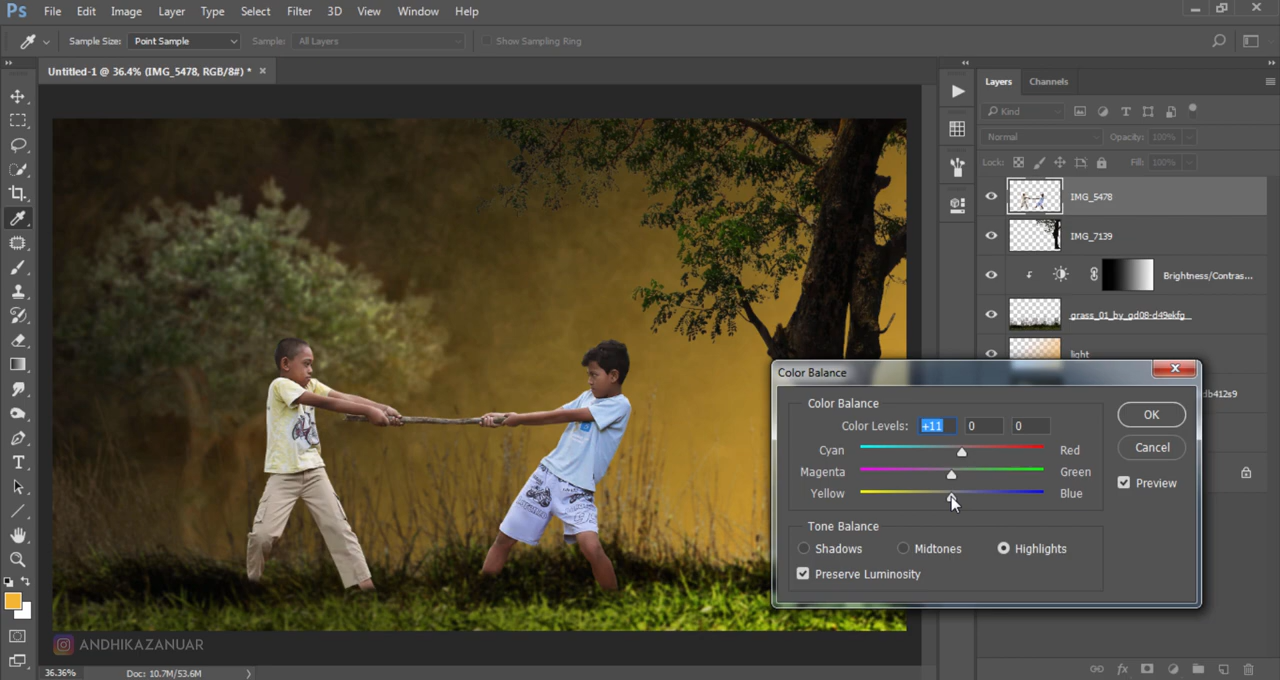 Ps File Edit Image Layer Type Select Filter 3D View Window Help
Sample Size: Point Sample Sample: All Layers Show Sampling Ring
Untitled-1 @ 36.4% (IMG_5478, RGB/8#) *
Layers Channels
Kind
Normal Opacity: 100%
Lock: Fill: 100%
IMG_5478
IMG_7139
Brightness/Contras...
grass_01_by_gd08-d49ekfg
light
db412s9
Color Balance
Color Balance
Color Levels: +11 0 0
Cyan Red
Magenta Green
Yellow Blue
Tone Balance
Shadows Midtones Highlights
Preserve Luminosity
OK
Cancel
Preview
ANDHIKAZANUAR
36.36% Doc: 10.7M/53.6M